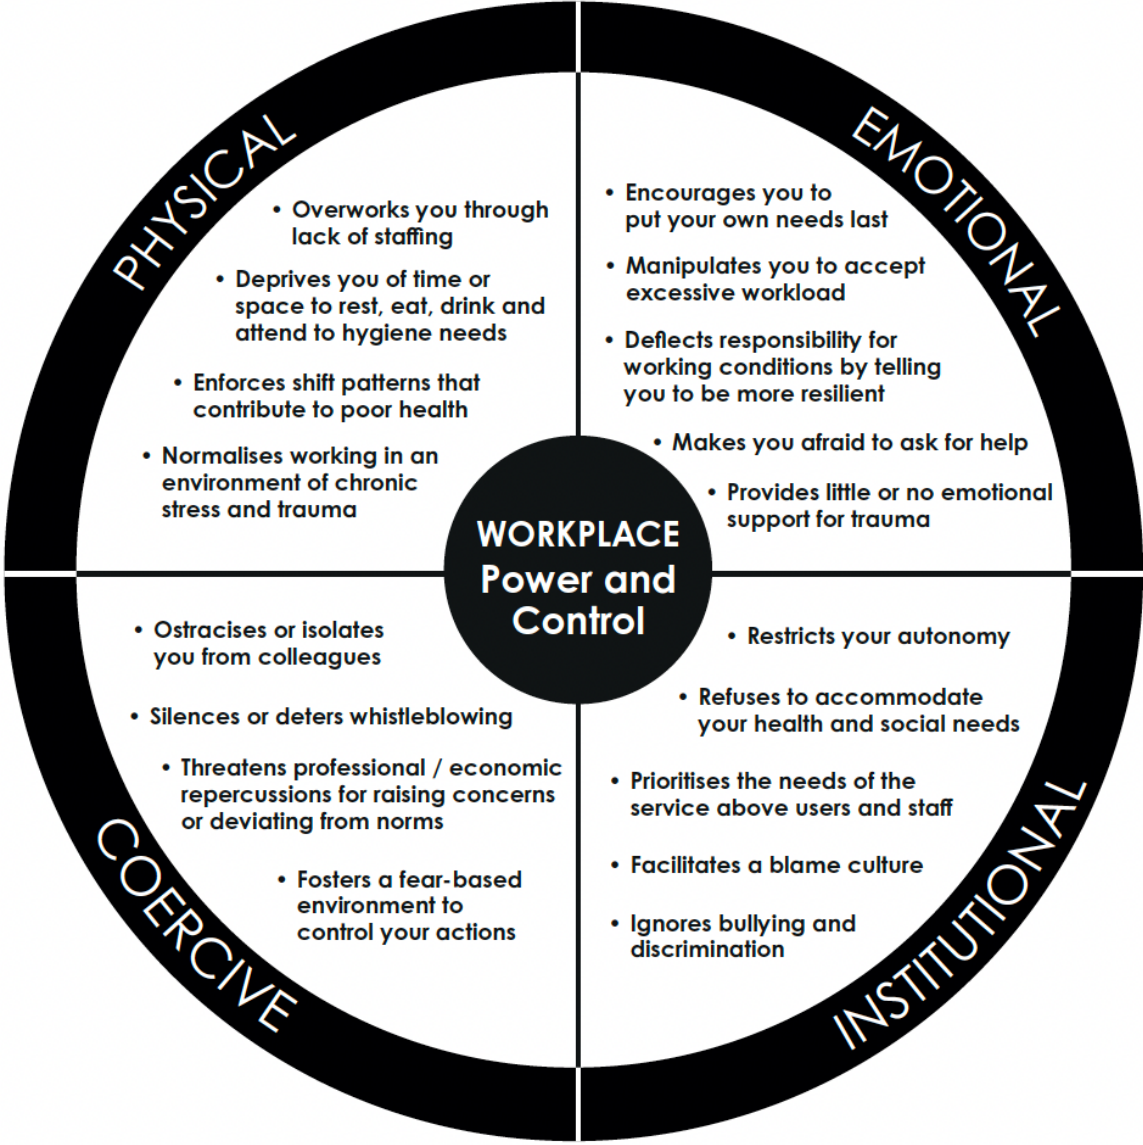 PHYSICAL
• Overworks you through
lack of staffing
• Deprives you of time or
space to rest, eat, drink and
attend to hygiene needs
• Enforces shift patterns that
contribute to poor health
• Normalises working in an
environment of chronic
stress and trauma
EMOTIONAL
• Encourages you to
put your own needs last
• Manipulates you to accept
excessive workload
• Deflects responsibility for
working conditions by telling
you to be more resilient
• Makes you afraid to ask for help
• Provides little or no emotional
support for trauma
WORKPLACE
Power and
Control
COERCIVE
• Ostracises or isolates
you from colleagues
• Silences or deters whistleblowing
• Threatens professional / economic
repercussions for raising concerns
or deviating from norms
• Fosters a fear-based
environment to
control your actions
INSTITUTIONAL
• Restricts your autonomy
• Refuses to accommodate
your health and social needs
• Prioritises the needs of the
service above users and staff
• Facilitates a blame culture
• Ignores bullying and
discrimination